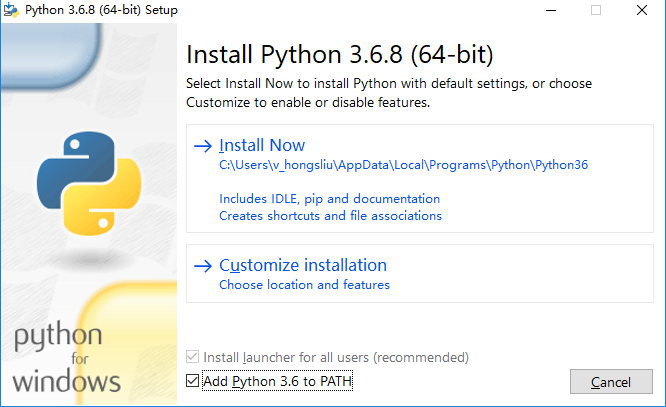 Python 3.6.8 (64-bit) Setup
Install Python 3.6.8 (64-bit)
Select Install Now to install Python with default settings, or choose
Customize to enable or disable features.
Install Now
C:\Users\v_hongsliu\AppData\Local\Programs\Python\Python36
Includes IDLE, pip and documentation
Creates shortcuts and file associations
Customize installation
Choose location and features
python
for
windows
Install launcher for all users (recommended)
Add Python 3.6 to PATH
Cancel